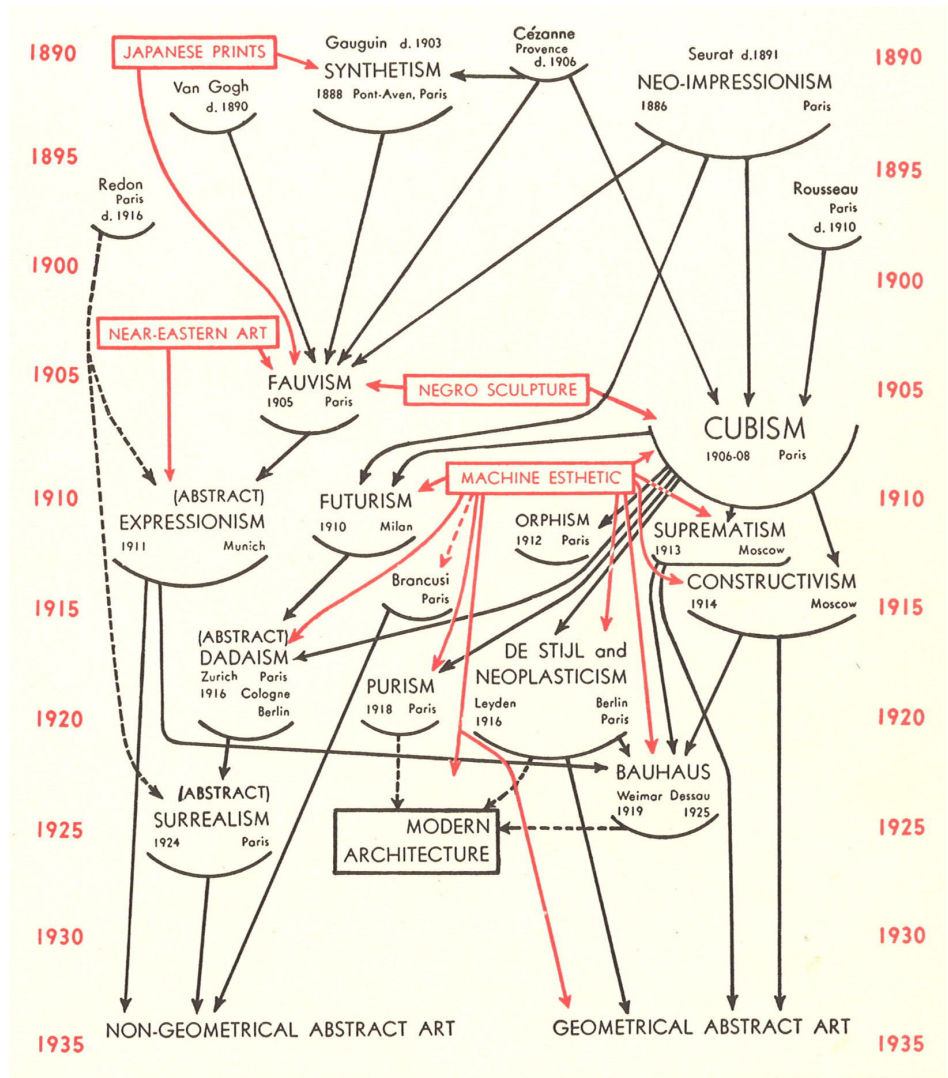 1890
JAPANESE PRINTS
Gauguin d. 1903
SYNTHETISM
1888 Pont-Aven, Paris
Cézanne
Provence
d. 1906
Seurat d.1891
NEO-IMPRESSIONISM
1886 Paris
1890
Van Gogh
d. 1890
1895
1895
Redon
Paris
d. 1916
Rousseau
Paris
d. 1910
1900
1900
NEAR-EASTERN ART
1905
FAUVISM
1905 Paris
NEGRO SCULPTURE
1905
CUBISM
1906-08 Paris
MACHINE ESTHETIC
1910
(ABSTRACT)
EXPRESSIONISM
1911 Munich
FUTURISM
1910 Milan
ORPHISM
1912 Paris
SUPREMATISM
1913 Moscow
1910
Brancusi
Paris
CONSTRUCTIVISM
1914 Moscow
1915
1915
(ABSTRACT)
DADAISM
Zurich Paris
1916 Cologne
Berlin
PURISM
1918 Paris
DE STIJL and
NEOPLASTICISM
Leyden Berlin
1916 Paris
1920
1920
BAUHAUS
Weimar Dessau
1919 1925
(ABSTRACT)
SURREALISM
1924 Paris
MODERN
ARCHITECTURE
1925
1925
1930
1930
NON-GEOMETRICAL ABSTRACT ART
GEOMETRICAL ABSTRACT ART
1935
1935